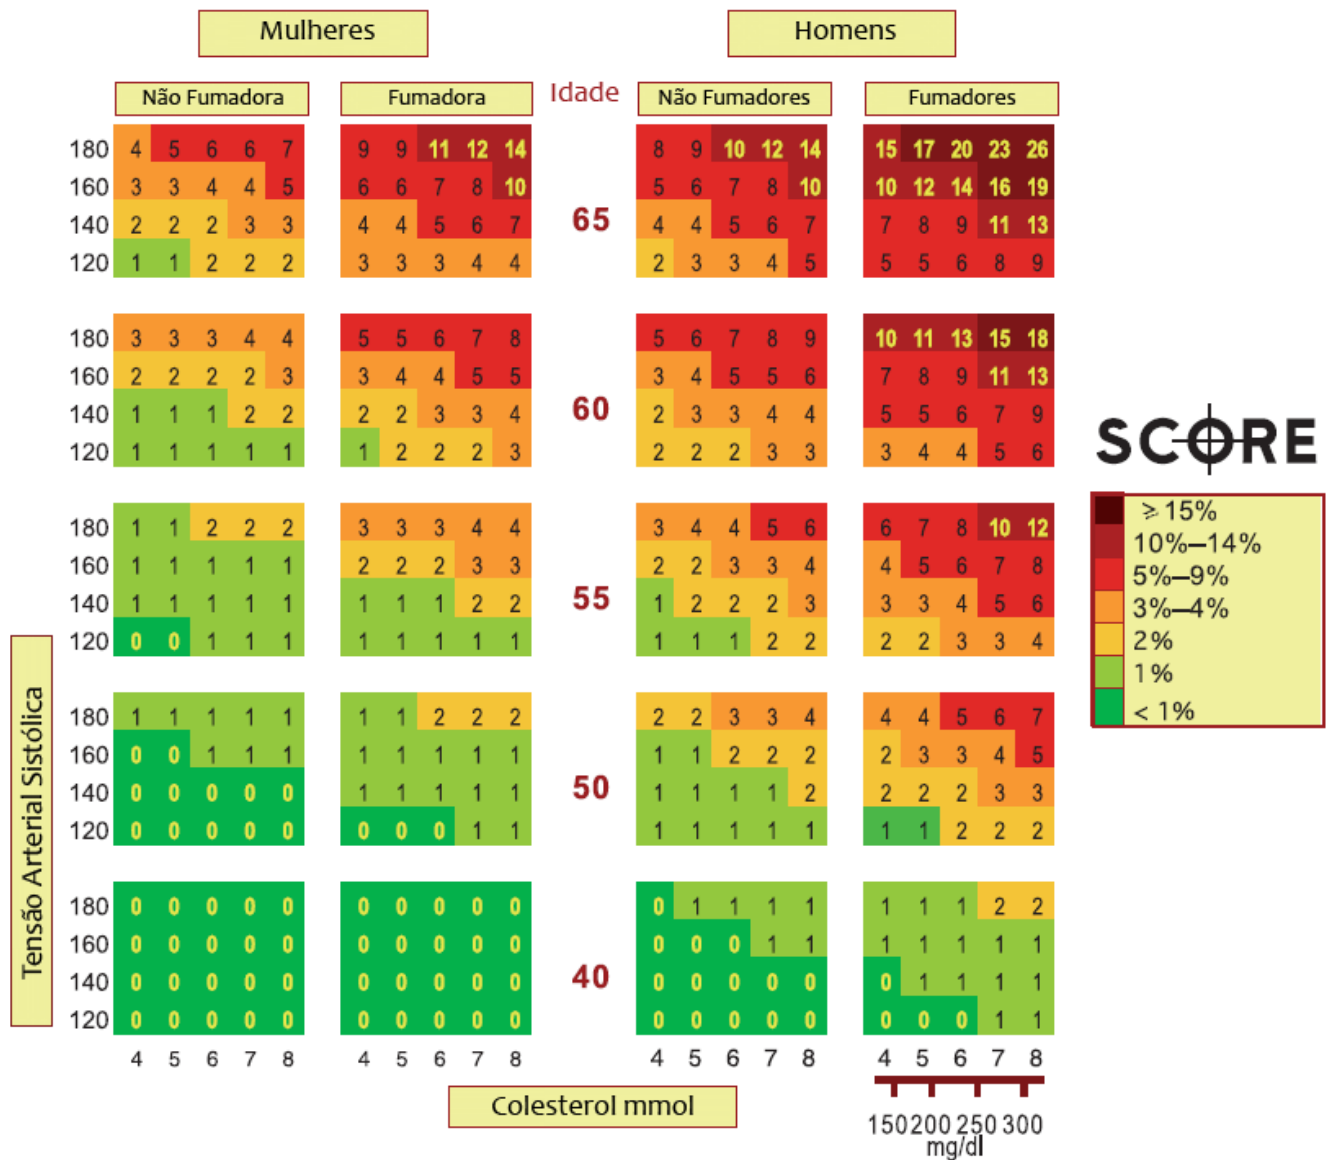 Mulheres Homens
Não Fumadora Fumadora Idade Não Fumadores Fumadores
180 4 5 6 6 7 9 9 11 12 14 8 9 10 12 14 15 17 20 23 26
160 3 3 4 4 5 6 6 7 8 10 5 6 7 8 10 10 12 14 16 19
65
140 2 2 2 3 3 4 4 5 6 7 4 4 5 6 7 7 8 9 11 13
120 1 1 2 2 2 3 3 3 4 4 2 3 3 4 5 5 5 6 8 9
180 3 3 3 4 4 5 5 6 7 8 5 6 7 8 9 10 11 13 15 18
160 2 2 2 2 3 3 4 4 5 5 3 4 5 5 6 7 8 9 11 13
60
140 1 1 1 2 2 2 2 3 3 4 2 3 3 4 4 5 5 6 7 9
120 1 1 1 1 1 1 2 2 2 3 2 2 2 3 3 3 4 4 5 6
SCORE
≥ 15%
10%–14%
5%–9%
3%–4%
2%
1%
< 1%
180 1 1 2 2 2 3 3 3 4 4 3 4 4 5 6 6 7 8 10 12
160 1 1 1 1 1 2 2 2 3 3 2 2 3 3 4 4 5 6 7 8
55
140 1 1 1 1 1 1 1 1 2 2 1 2 2 2 3 3 3 4 5 6
120 0 0 1 1 1 1 1 1 1 1 1 1 1 2 2 2 2 3 3 4
Tensão Arterial Sistólica
180 1 1 1 1 1 1 1 2 2 2 2 2 3 3 4 4 4 5 6 7
160 0 0 1 1 1 1 1 1 1 1 1 1 2 2 2 2 3 3 4 5
50
140 0 0 0 0 0 1 1 1 1 1 1 1 1 1 2 2 2 2 3 3
120 0 0 0 0 0 0 0 0 1 1 1 1 1 1 1 1 1 2 2 2
180 0 0 0 0 0 0 0 0 0 0 0 1 1 1 1 1 1 1 2 2
160 0 0 0 0 0 0 0 0 0 0 0 0 0 1 1 1 1 1 1 1
40
140 0 0 0 0 0 0 0 0 0 0 0 0 0 0 0 0 1 1 1 1
120 0 0 0 0 0 0 0 0 0 0 0 0 0 0 0 0 0 0 1 1
4 5 6 7 8 4 5 6 7 8 4 5 6 7 8 4 5 6 7 8
Colesterol mmol
150 200 250 300
mg/dl